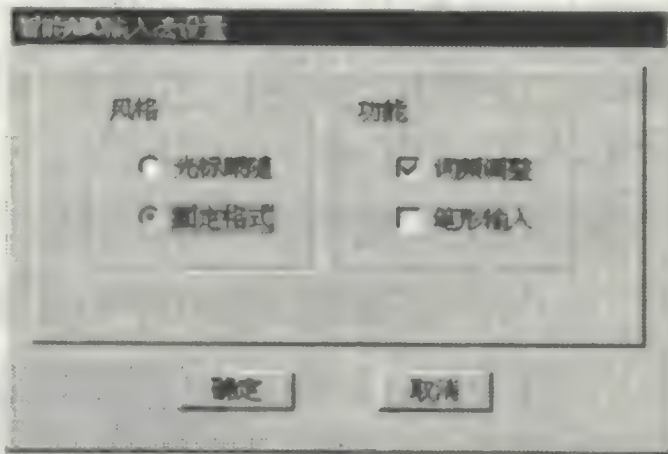 智能ABC输入法设置
风格
功能
光标跟随
词频调整
固定格式
笔形输入
确定
取消